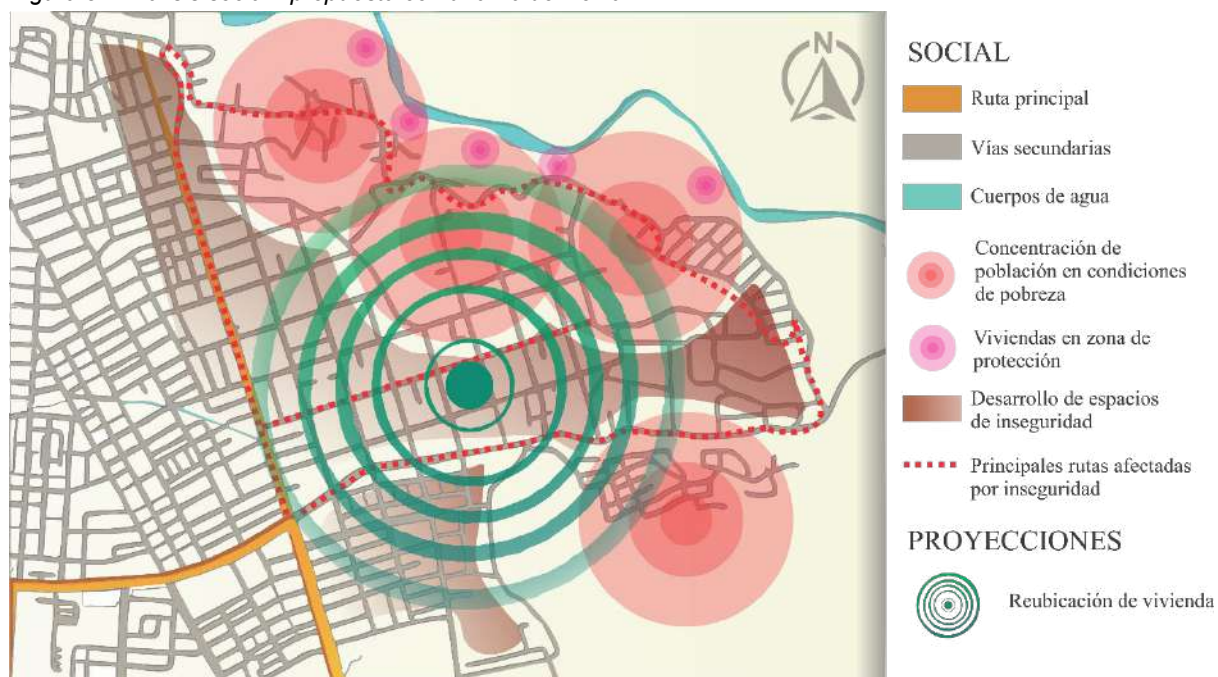 N
SOCIAL
Ruta principal
Vías secundarias
Cuerpos de agua
Concentración de
población en condiciones
de pobreza
Viviendas en zona de
protección
Desarrollo de espacios
de inseguridad
Principales rutas afectadas
por inseguridad
PROYECCIONES
Reubicación de vivienda